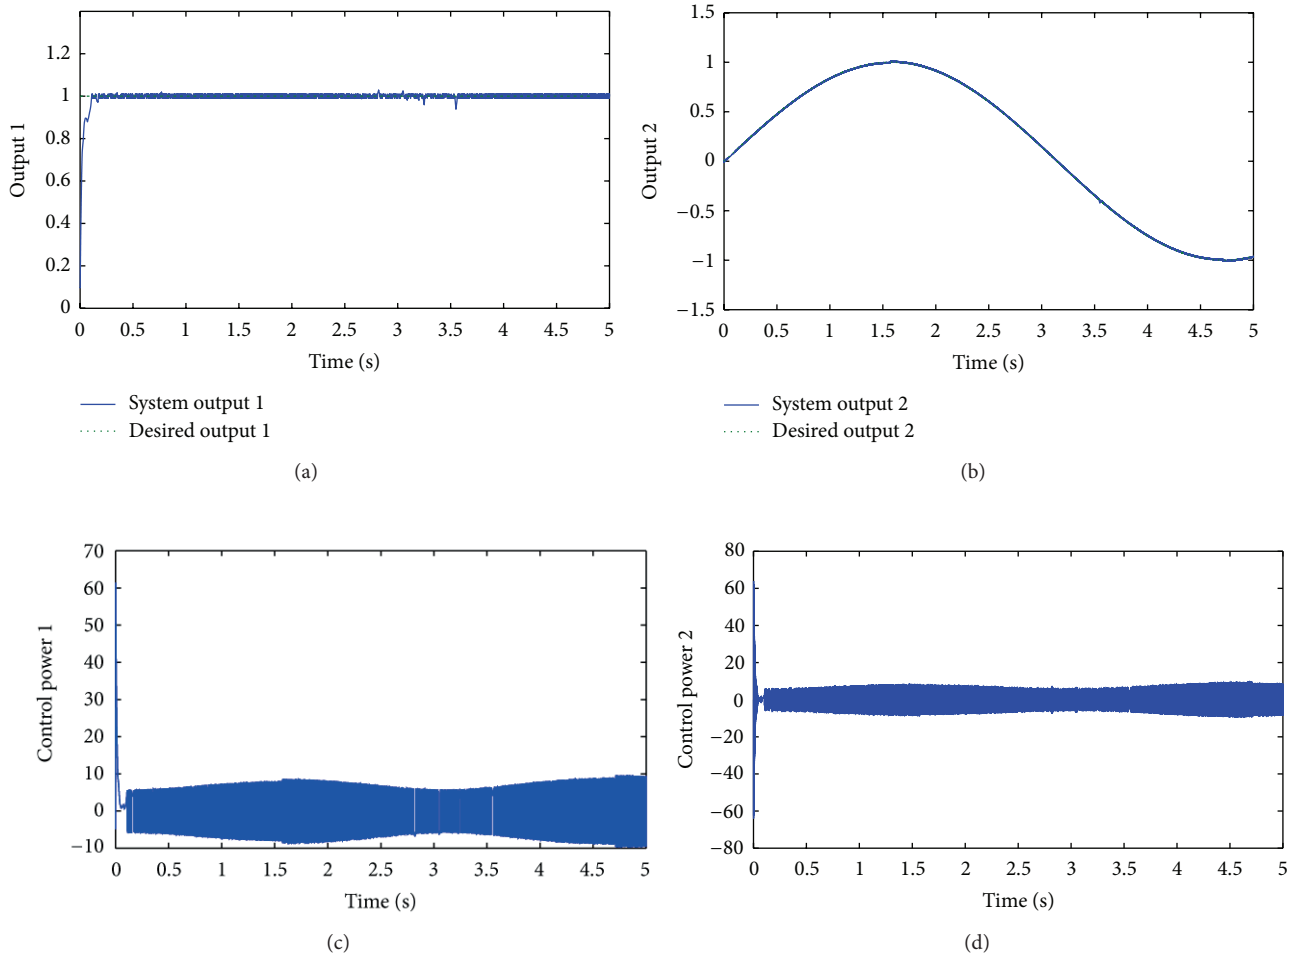 1.2
1
0.8
0.6
0.4
0.2
0
Output 1
0 0.5 1 1.5 2 2.5 3 3.5 4 4.5 5
Time (s)
System output 1
Desired output 1
(a)
1.5
1
0.5
0
−0.5
−1
−1.5
Output 2
0 0.5 1 1.5 2 2.5 3 3.5 4 4.5 5
Time (s)
System output 2
Desired output 2
(b)
70
60
50
40
30
20
10
0
−10
Control power 1
0 0.5 1 1.5 2 2.5 3 3.5 4 4.5 5
Time (s)
(c)
80
60
40
20
0
−20
−40
−60
−80
Control power 2
0 0.5 1 1.5 2 2.5 3 3.5 4 4.5 5
Time (s)
(d)